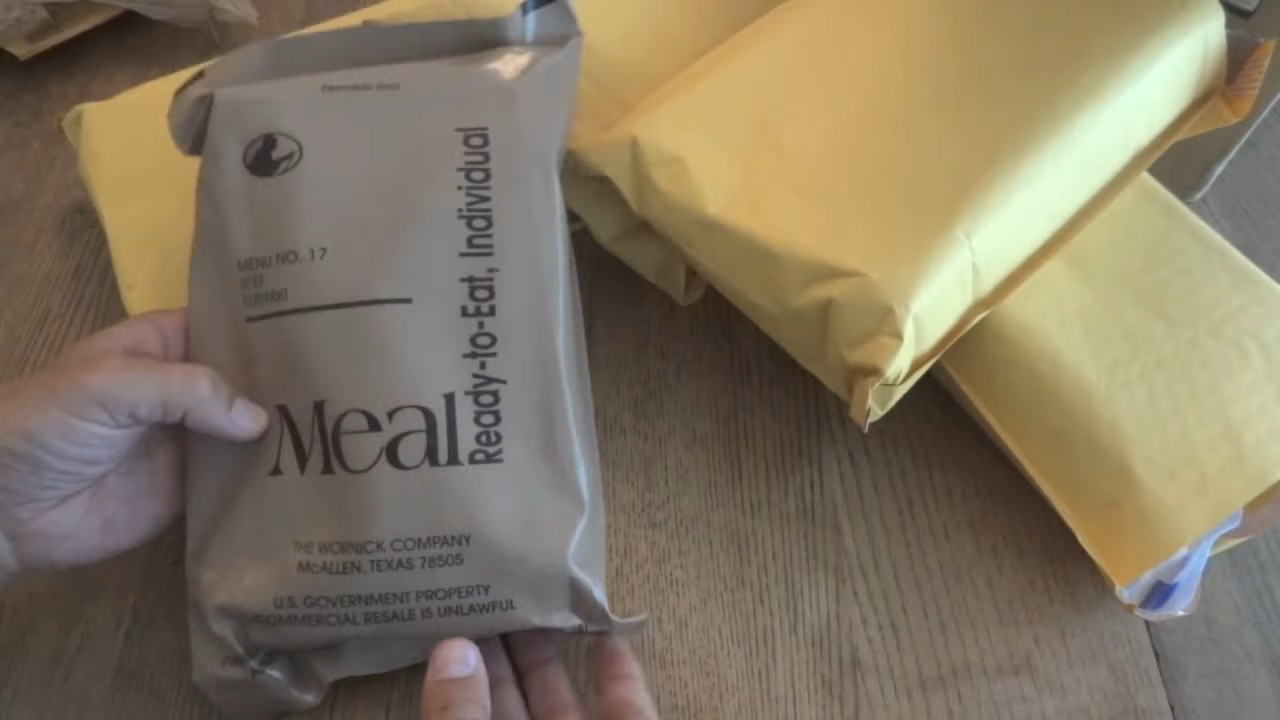 MENU NO. 17
BEEF
Meal
Ready-to-Eat, Individual
THE WORNICK COMPANY
McALLEN, TEXAS 78505
U.S. GOVERNMENT PROPERTY
COMMERCIAL RESALE IS UNLAWFUL